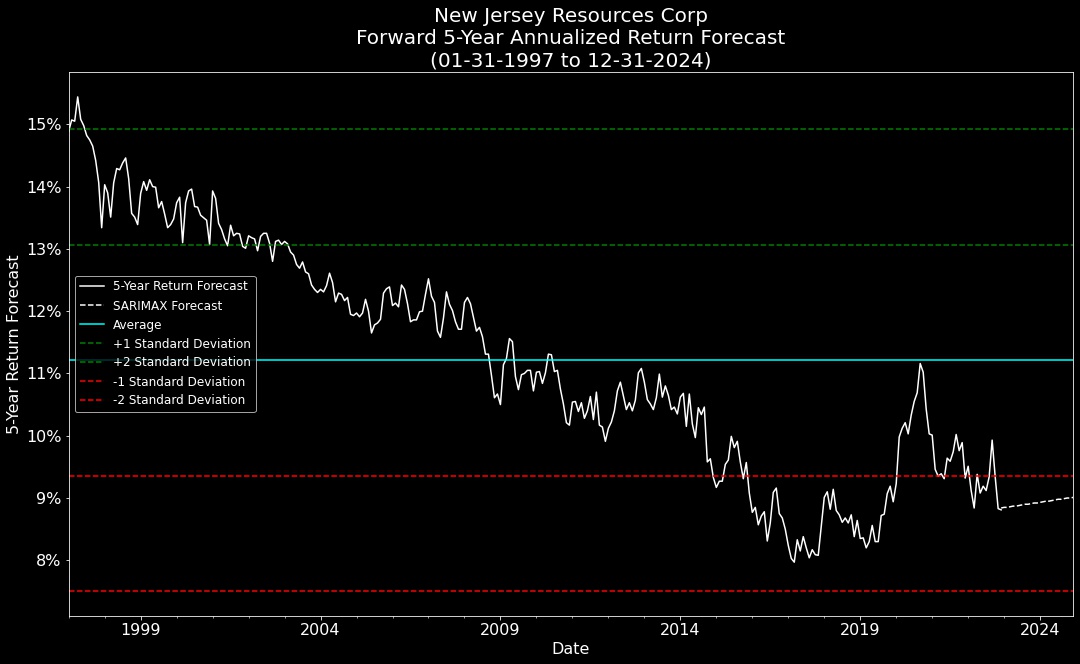 New Jersey Resources Corp
Forward 5-Year Annualized Return Forecast
(01-31-1997 to 12-31-2024)
5-Year Return Forecast
15%
14%
13%
12%
11%
10%
9%
8%
5-Year Return Forecast
SARIMAX Forecast
Average
+1 Standard Deviation
+2 Standard Deviation
-1 Standard Deviation
-2 Standard Deviation
1999 2004 2009 2014 2019 2024
Date